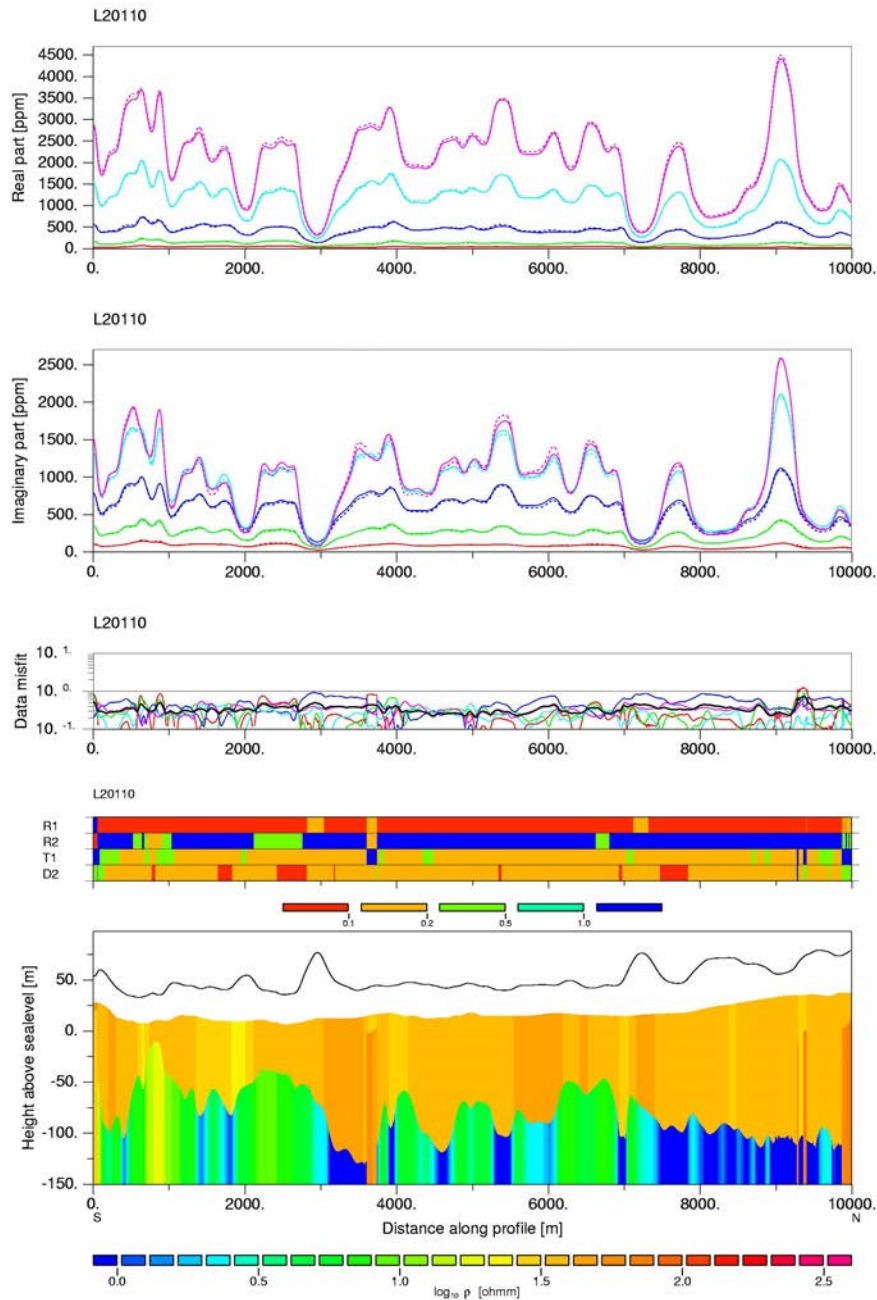 L20110
Real part [ppm]
4500.
4000.
3500.
3000.
2500.
2000.
1500.
1000.
500.
0.
0. 2000. 4000. 6000. 8000. 10000.
L20110
Imaginary part [ppm]
2500.
2000.
1500.
1000.
500.
0.
0. 2000. 4000. 6000. 8000. 10000.
L20110
Data misfit
10. 1.
10. 0.
10. -1.
0. 2000. 4000. 6000. 8000. 10000.
L20110
R1
R2
T1
D2
0.1 0.2 0.5 1.0
Height above sealevel [m]
50.
0.
-50.
-100.
-150.
0. 2000. 4000. 6000. 8000. 10000.
S N
Distance along profile [m]
0.0 0.5 1.0 1.5 2.0 2.5
log₁₀ ρ [ohmm]